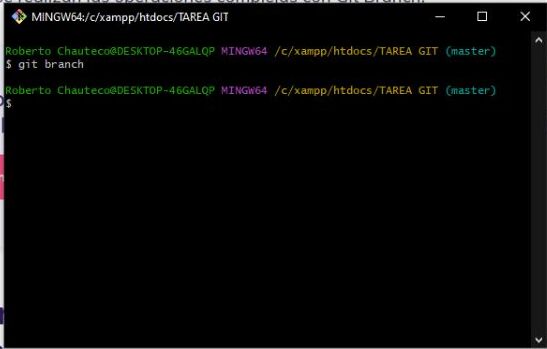 MINGW64:/c/xampp/htdocs/TAREA GIT
Roberto Chauteco@DESKTOP-46GALQP MINGW64 /c/xampp/htdocs/TAREA GIT (master)
$ git branch
Roberto Chauteco@DESKTOP-46GALQP MINGW64 /c/xampp/htdocs/TAREA GIT (master)
$